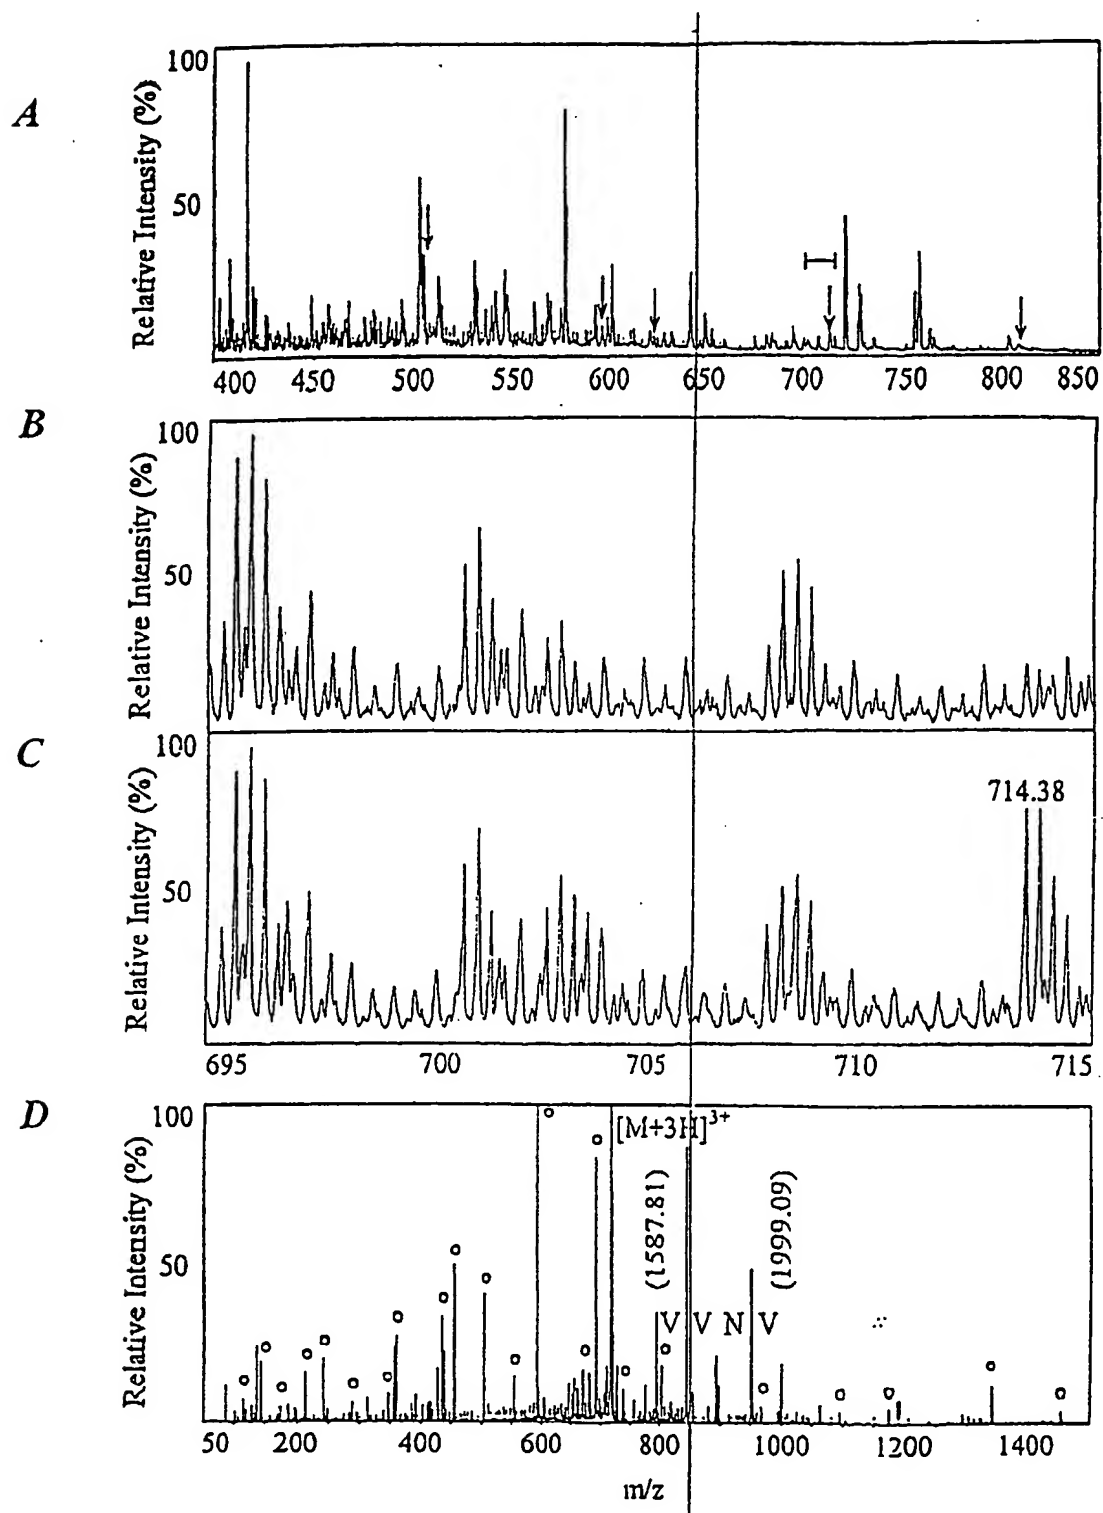 A
Relative Intensity (%)
100
50
400 450 500 550 600 650 700 750 800 850
B
Relative Intensity (%)
100
50
C
Relative Intensity (%)
100
50
714.38
695 700 705 710 715
D
Relative Intensity (%)
100
50
[M+3H]3+
(1587.81)
(1999.09)
V V N V
50 200 400 600 800 1000 1200 1400
m/z